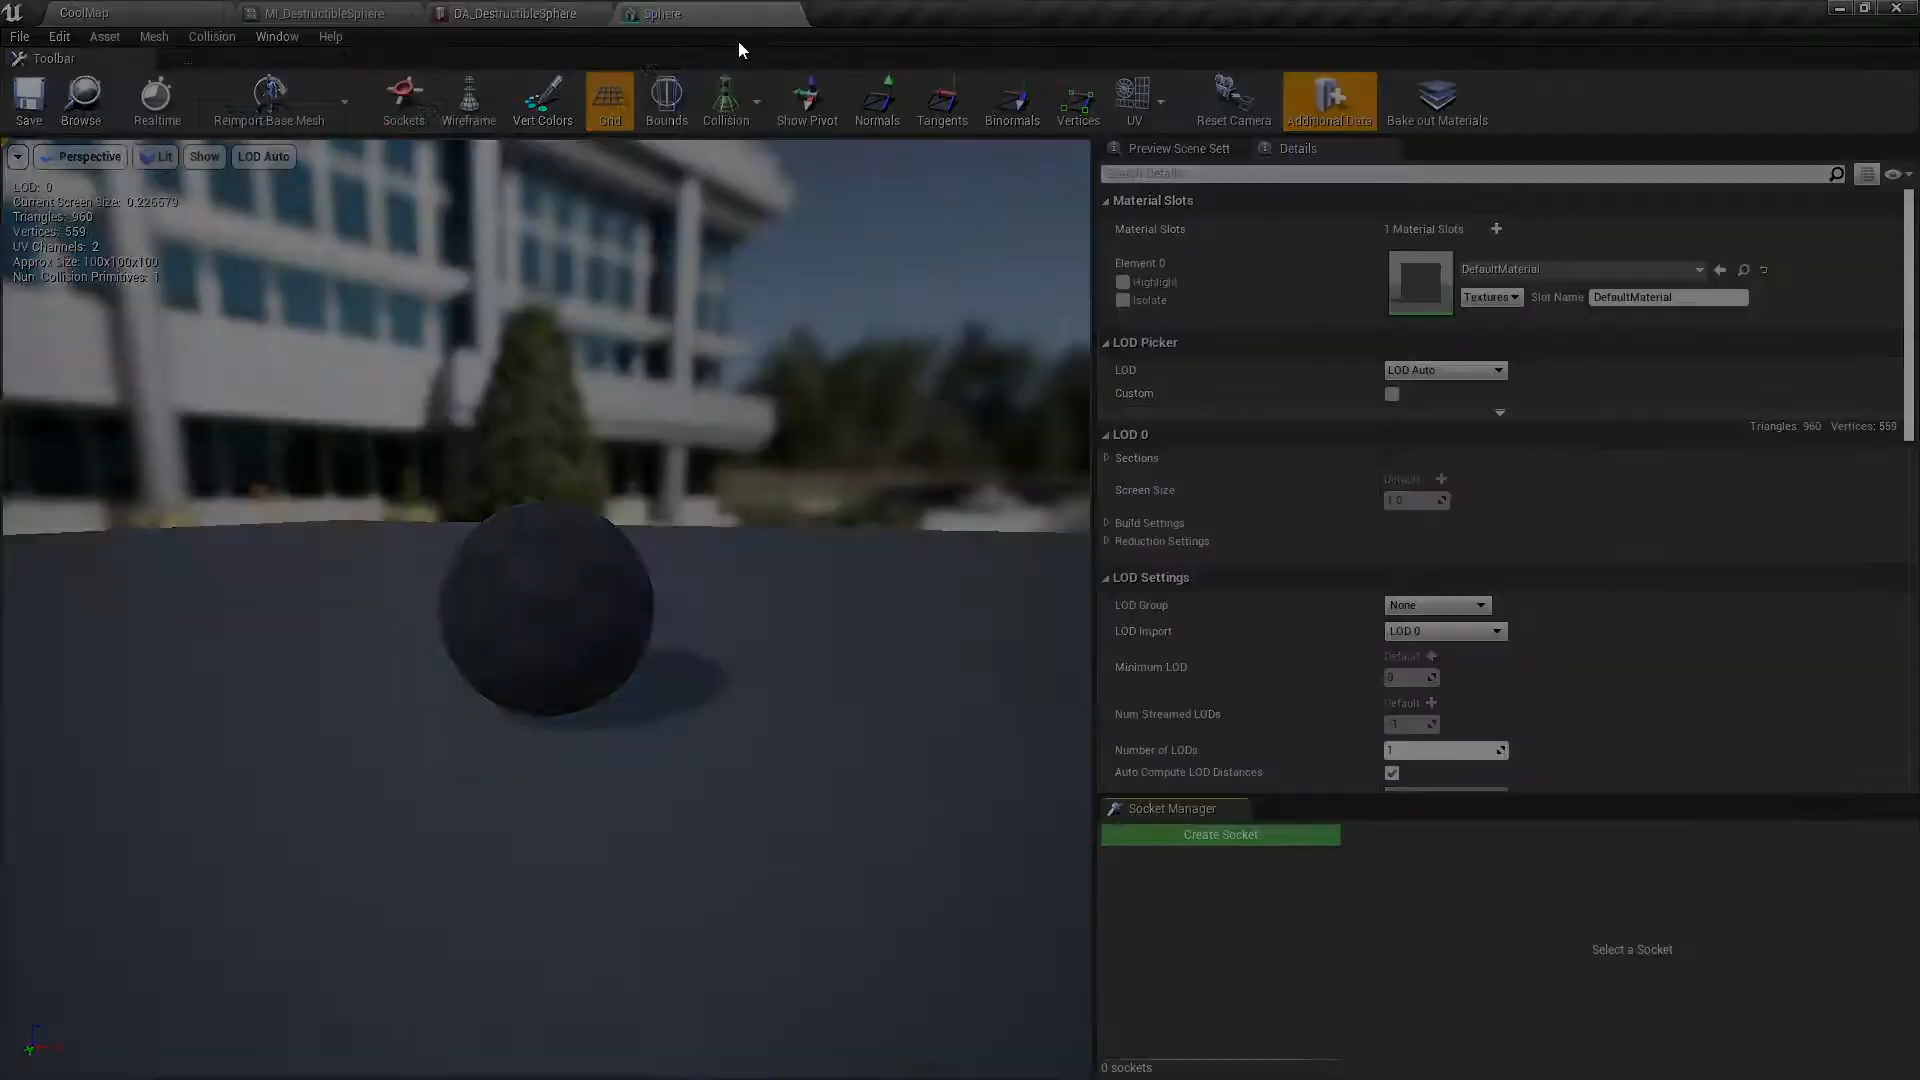 CoolMap
MI_DestructibleSphere
DA_DestructibleSphere
Sphere
File Edit Asset Mesh Collision Window Help
Toolbar
Save Browse Realtime Reimport Base Mesh Sockets Wireframe Vert Colors Grid Bounds Collision Show Pivot Normals Tangents Binormals Vertices UV Reset Camera Additional Data Bake out Materials
Perspective Lit Show LOD Auto
LOD: 0
Current Screen Size: 0.226579
Triangles: 960
Vertices: 559
UV Channels: 2
Approx Size: 100x100x100
Num Collision Primitives: 1
Preview Scene Sett Details
Search Details
Material Slots
Material Slots 1 Material Slots
Element 0
Highlight
Isolate
DefaultMaterial
Textures Slot Name DefaultMaterial
LOD Picker
LOD LOD Auto
Custom
LOD 0 Triangles: 960 Vertices: 559
Sections
Screen Size Default
1.0
Build Settings
Reduction Settings
LOD Settings
LOD Group None
LOD Import LOD 0
Minimum LOD Default
0
Num Streamed LODs Default
-1
Number of LODs 1
Auto Compute LOD Distances
Socket Manager
Create Socket
Select a Socket
0 sockets